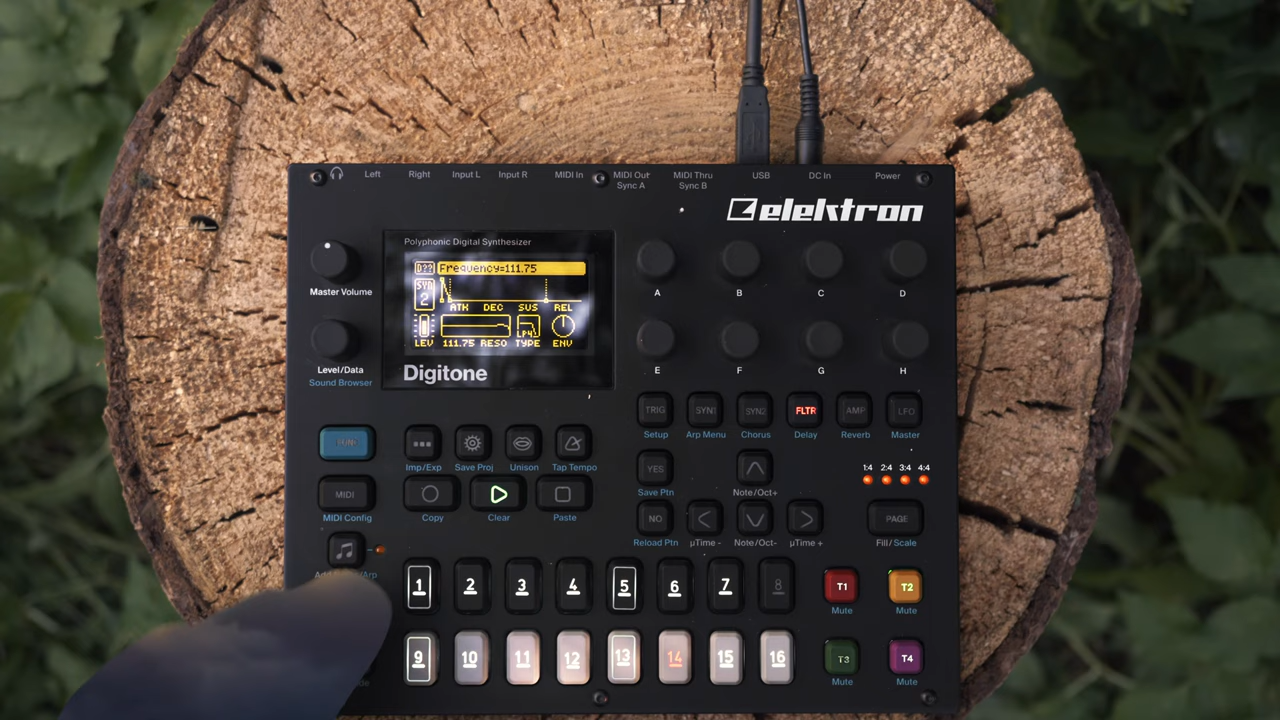 Left Right Input L Input R MIDI In MIDI Out MIDI Thru USB DC In Power
Sync A Sync B
elektron
Polyphonic Digital Synthesizer
Frequency=111.75
SYN
2
ATK DEC SUS REL
LP4
LEV 111.75 RESO TYPE ENV
Digitone
Master Volume
Level/Data
Sound Browser
A B C D
E F G H
TRIG SYN1 SYN2 FLTR AMP LFO
Setup Arp Menu Chorus Delay Reverb Master
Imp/Exp Save Proj Unison Tap Tempo
YES
Save Ptn Note/Oct+
1:4 2:4 3:4 4:4
MIDI
MIDI Config Copy Clear Paste
NO PAGE
Reload Ptn µTime - Note/Oct- µTime + Fill/Scale
1 2 3 4 5 6 7 8 T1 T2
Mute Mute
9 10 11 12 13 14 15 16 T3 T4
Mute Mute